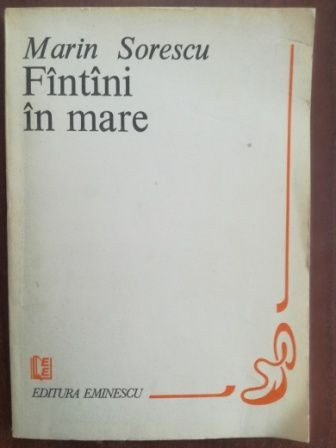 Marin Sorescu
Fîntîni
în mare
EDITURA EMINESCU